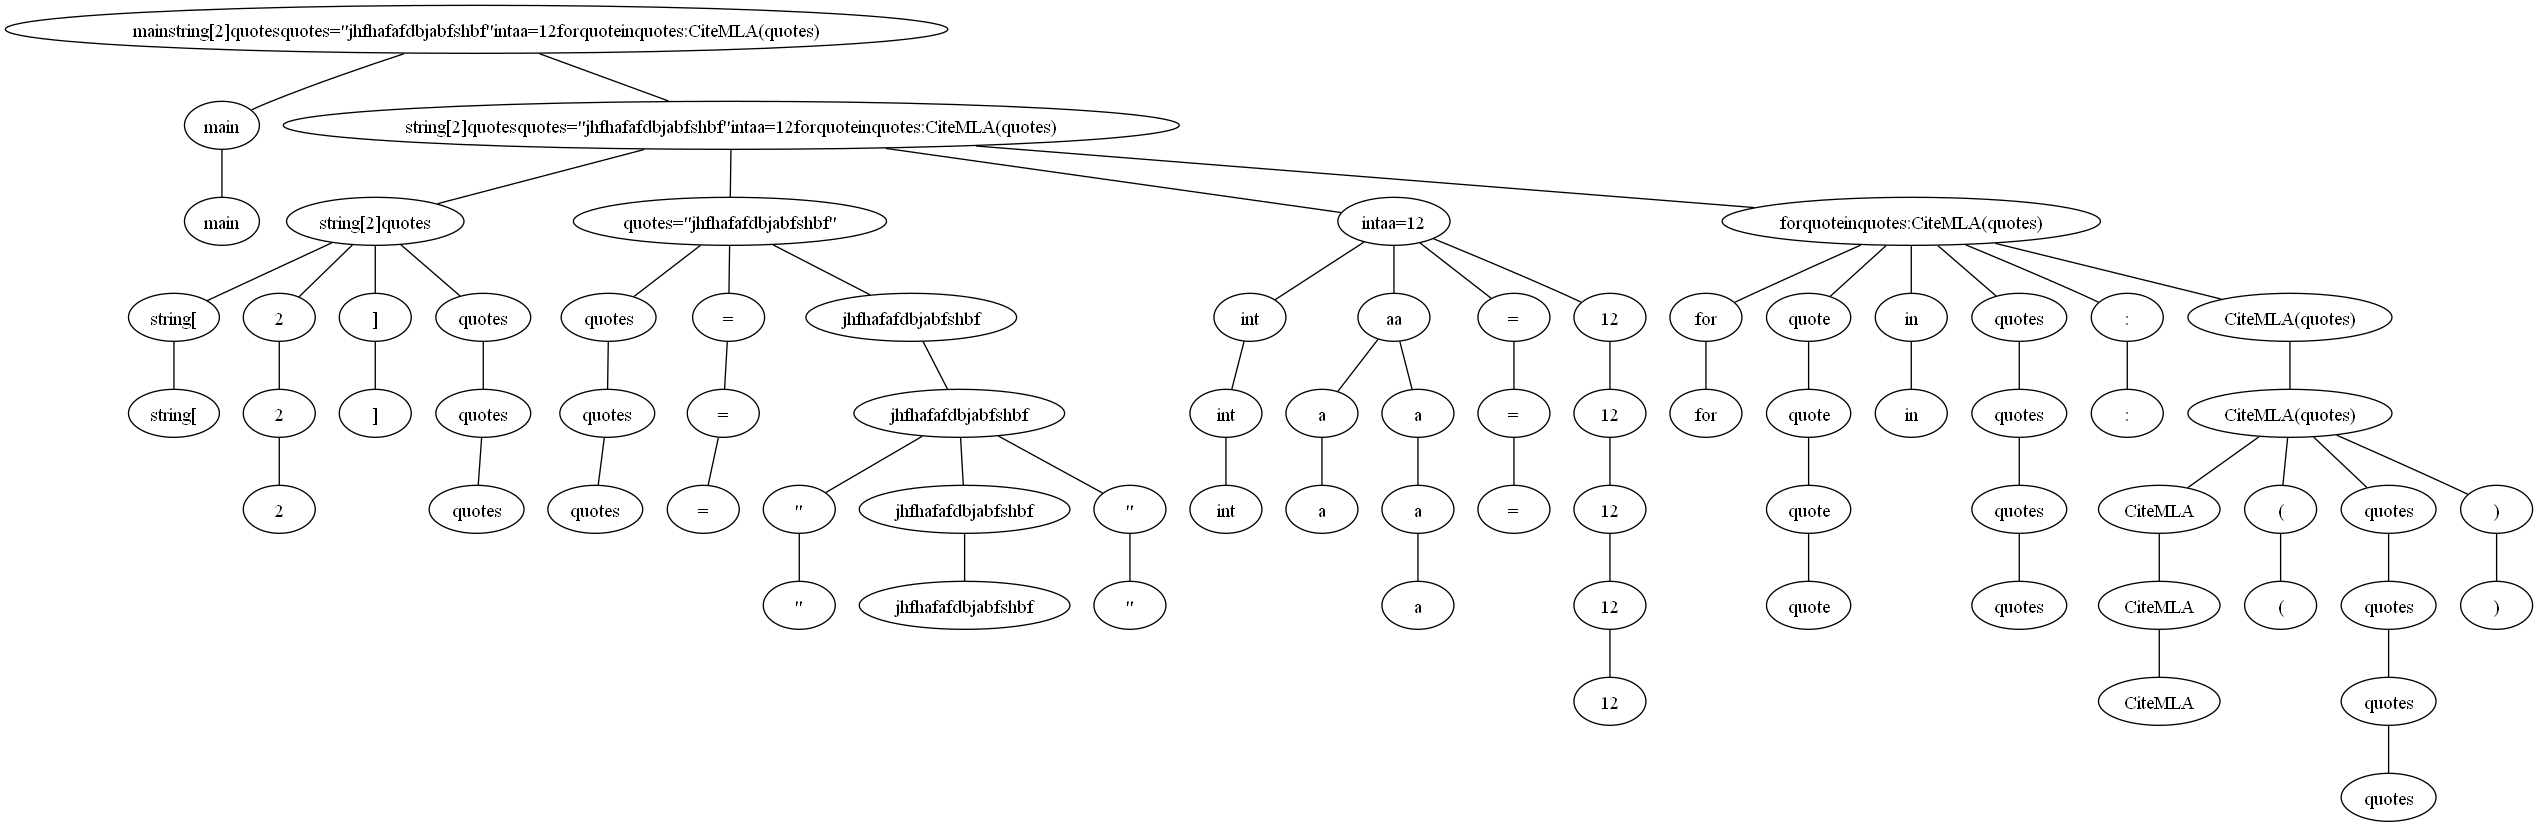 mainstring[2]quotesquotes="jhfhafafdbjabfshbf"intaa=12forquoteinquotes:CiteMLA(quotes)
main string[2]quotesquotes="jhfhafafdbjabfshbf"intaa=12forquoteinquotes:CiteMLA(quotes)
main string[2]quotes quotes="jhfhafafdbjabfshbf" intaa=12 forquoteinquotes:CiteMLA(quotes)
string[ 2 ] quotes quotes = jhfhafafdbjabfshbf int aa = 12 for quote in quotes : CiteMLA(quotes)
string[ 2 ] quotes quotes = jhfhafafdbjabfshbf int a a = 12 for quote in quotes : CiteMLA(quotes)
2 quotes quotes = " jhfhafafdbjabfshbf " int a a = 12 quote quotes CiteMLA ( quotes )
" jhfhafafdbjabfshbf " a 12 quote quotes CiteMLA ( quotes )
12 CiteMLA quotes
quotes